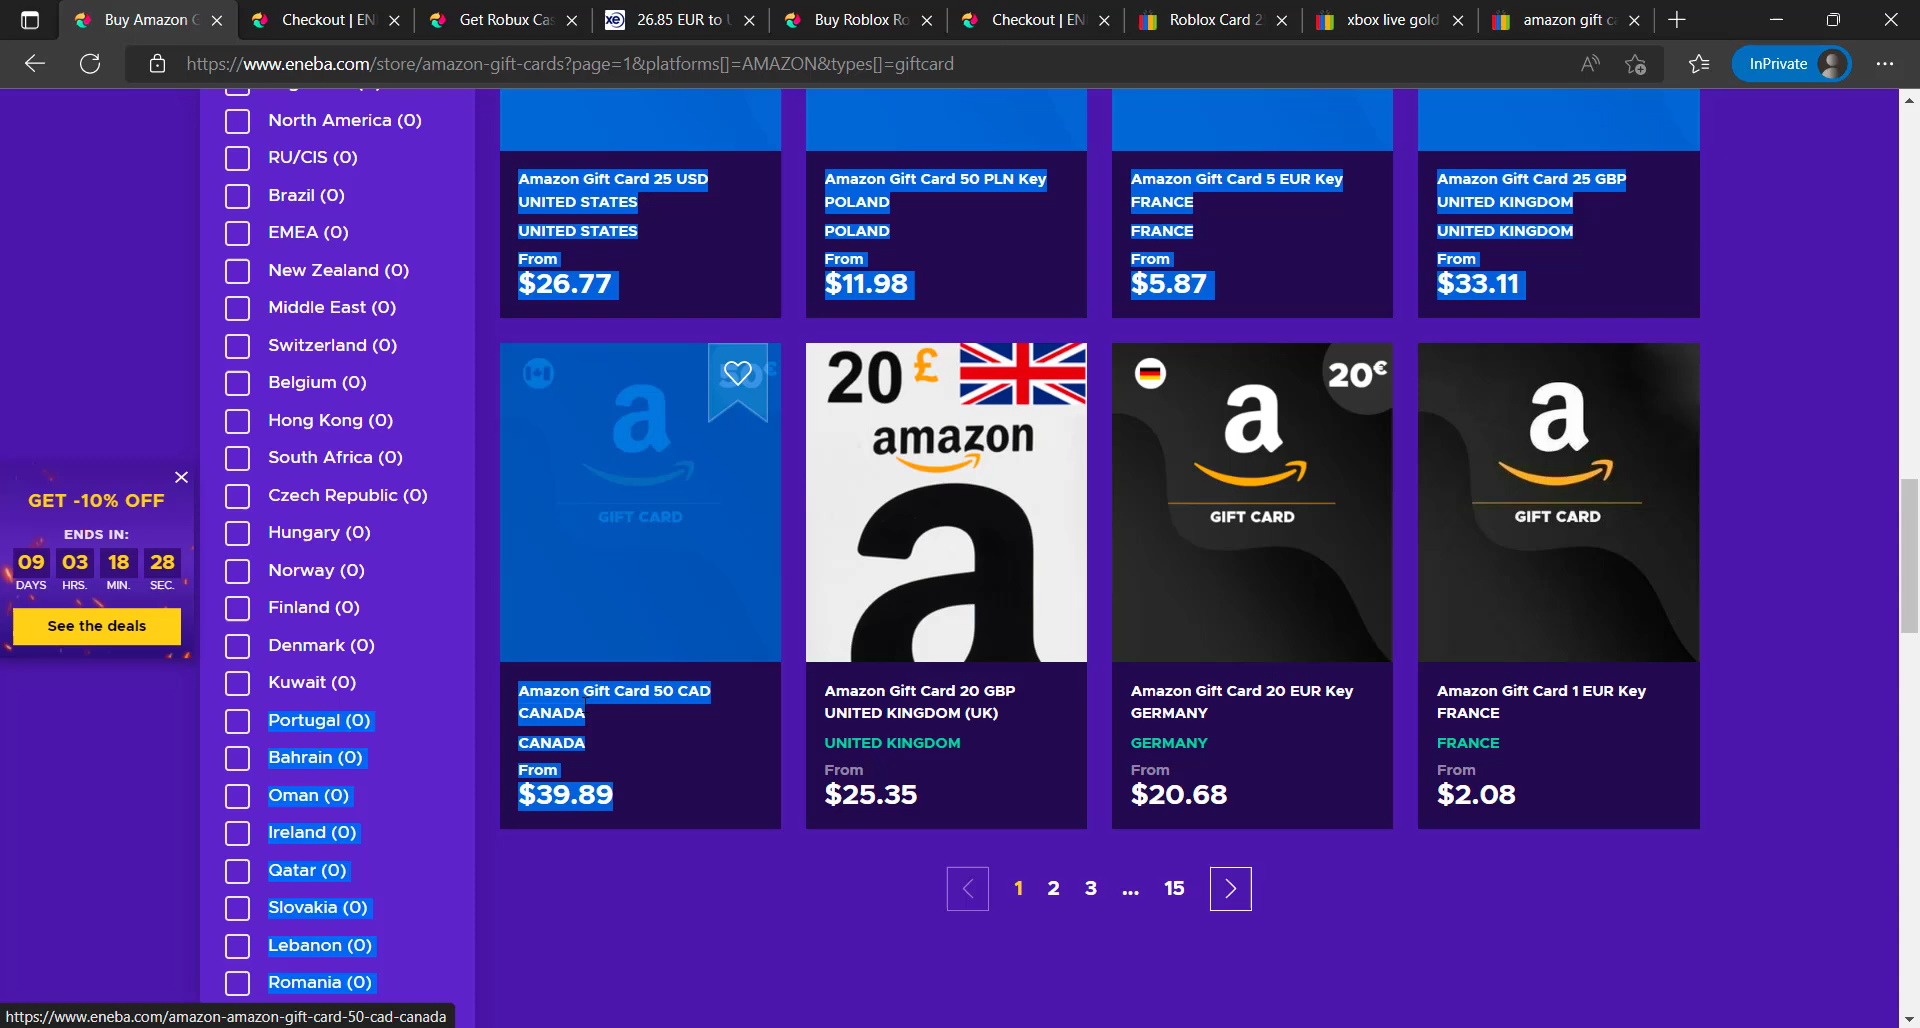 Buy Amazon G
Checkout | EN
Get Robux Ca
26.85 EUR to U
Buy Roblox Ro
Checkout | EN
Roblox Card 2
xbox live gold
amazon gift c
https://www.eneba.com/store/amazon-gift-cards?page=1&platforms[]=AMAZON&types[]=giftcard
InPrivate
North America (0)
RU/CIS (0)
Brazil (0)
EMEA (0)
New Zealand (0)
Middle East (0)
Switzerland (0)
Belgium (0)
Hong Kong (0)
South Africa (0)
Czech Republic (0)
Hungary (0)
Norway (0)
Finland (0)
Denmark (0)
Kuwait (0)
Portugal (0)
Bahrain (0)
Oman (0)
Ireland (0)
Qatar (0)
Slovakia (0)
Lebanon (0)
Romania (0)
GET -10% OFF
ENDS IN:
09 03 18 28
DAYS HRS. MIN. SEC.
See the deals
Amazon Gift Card 25 USD
UNITED STATES
UNITED STATES
From
$26.77
Amazon Gift Card 50 PLN Key
POLAND
POLAND
From
$11.98
Amazon Gift Card 5 EUR Key
FRANCE
FRANCE
From
$5.87
Amazon Gift Card 25 GBP
UNITED KINGDOM
UNITED KINGDOM
From
$33.11
50€
a
GIFT CARD
Amazon Gift Card 50 CAD
CANADA
CANADA
From
$39.89
20 £
amazon
a
Amazon Gift Card 20 GBP
UNITED KINGDOM (UK)
UNITED KINGDOM
From
$25.35
20€
a
GIFT CARD
Amazon Gift Card 20 EUR Key
GERMANY
GERMANY
From
$20.68
a
GIFT CARD
Amazon Gift Card 1 EUR Key
FRANCE
FRANCE
From
$2.08
1 2 3 ... 15
https://www.eneba.com/amazon-amazon-gift-card-50-cad-canada